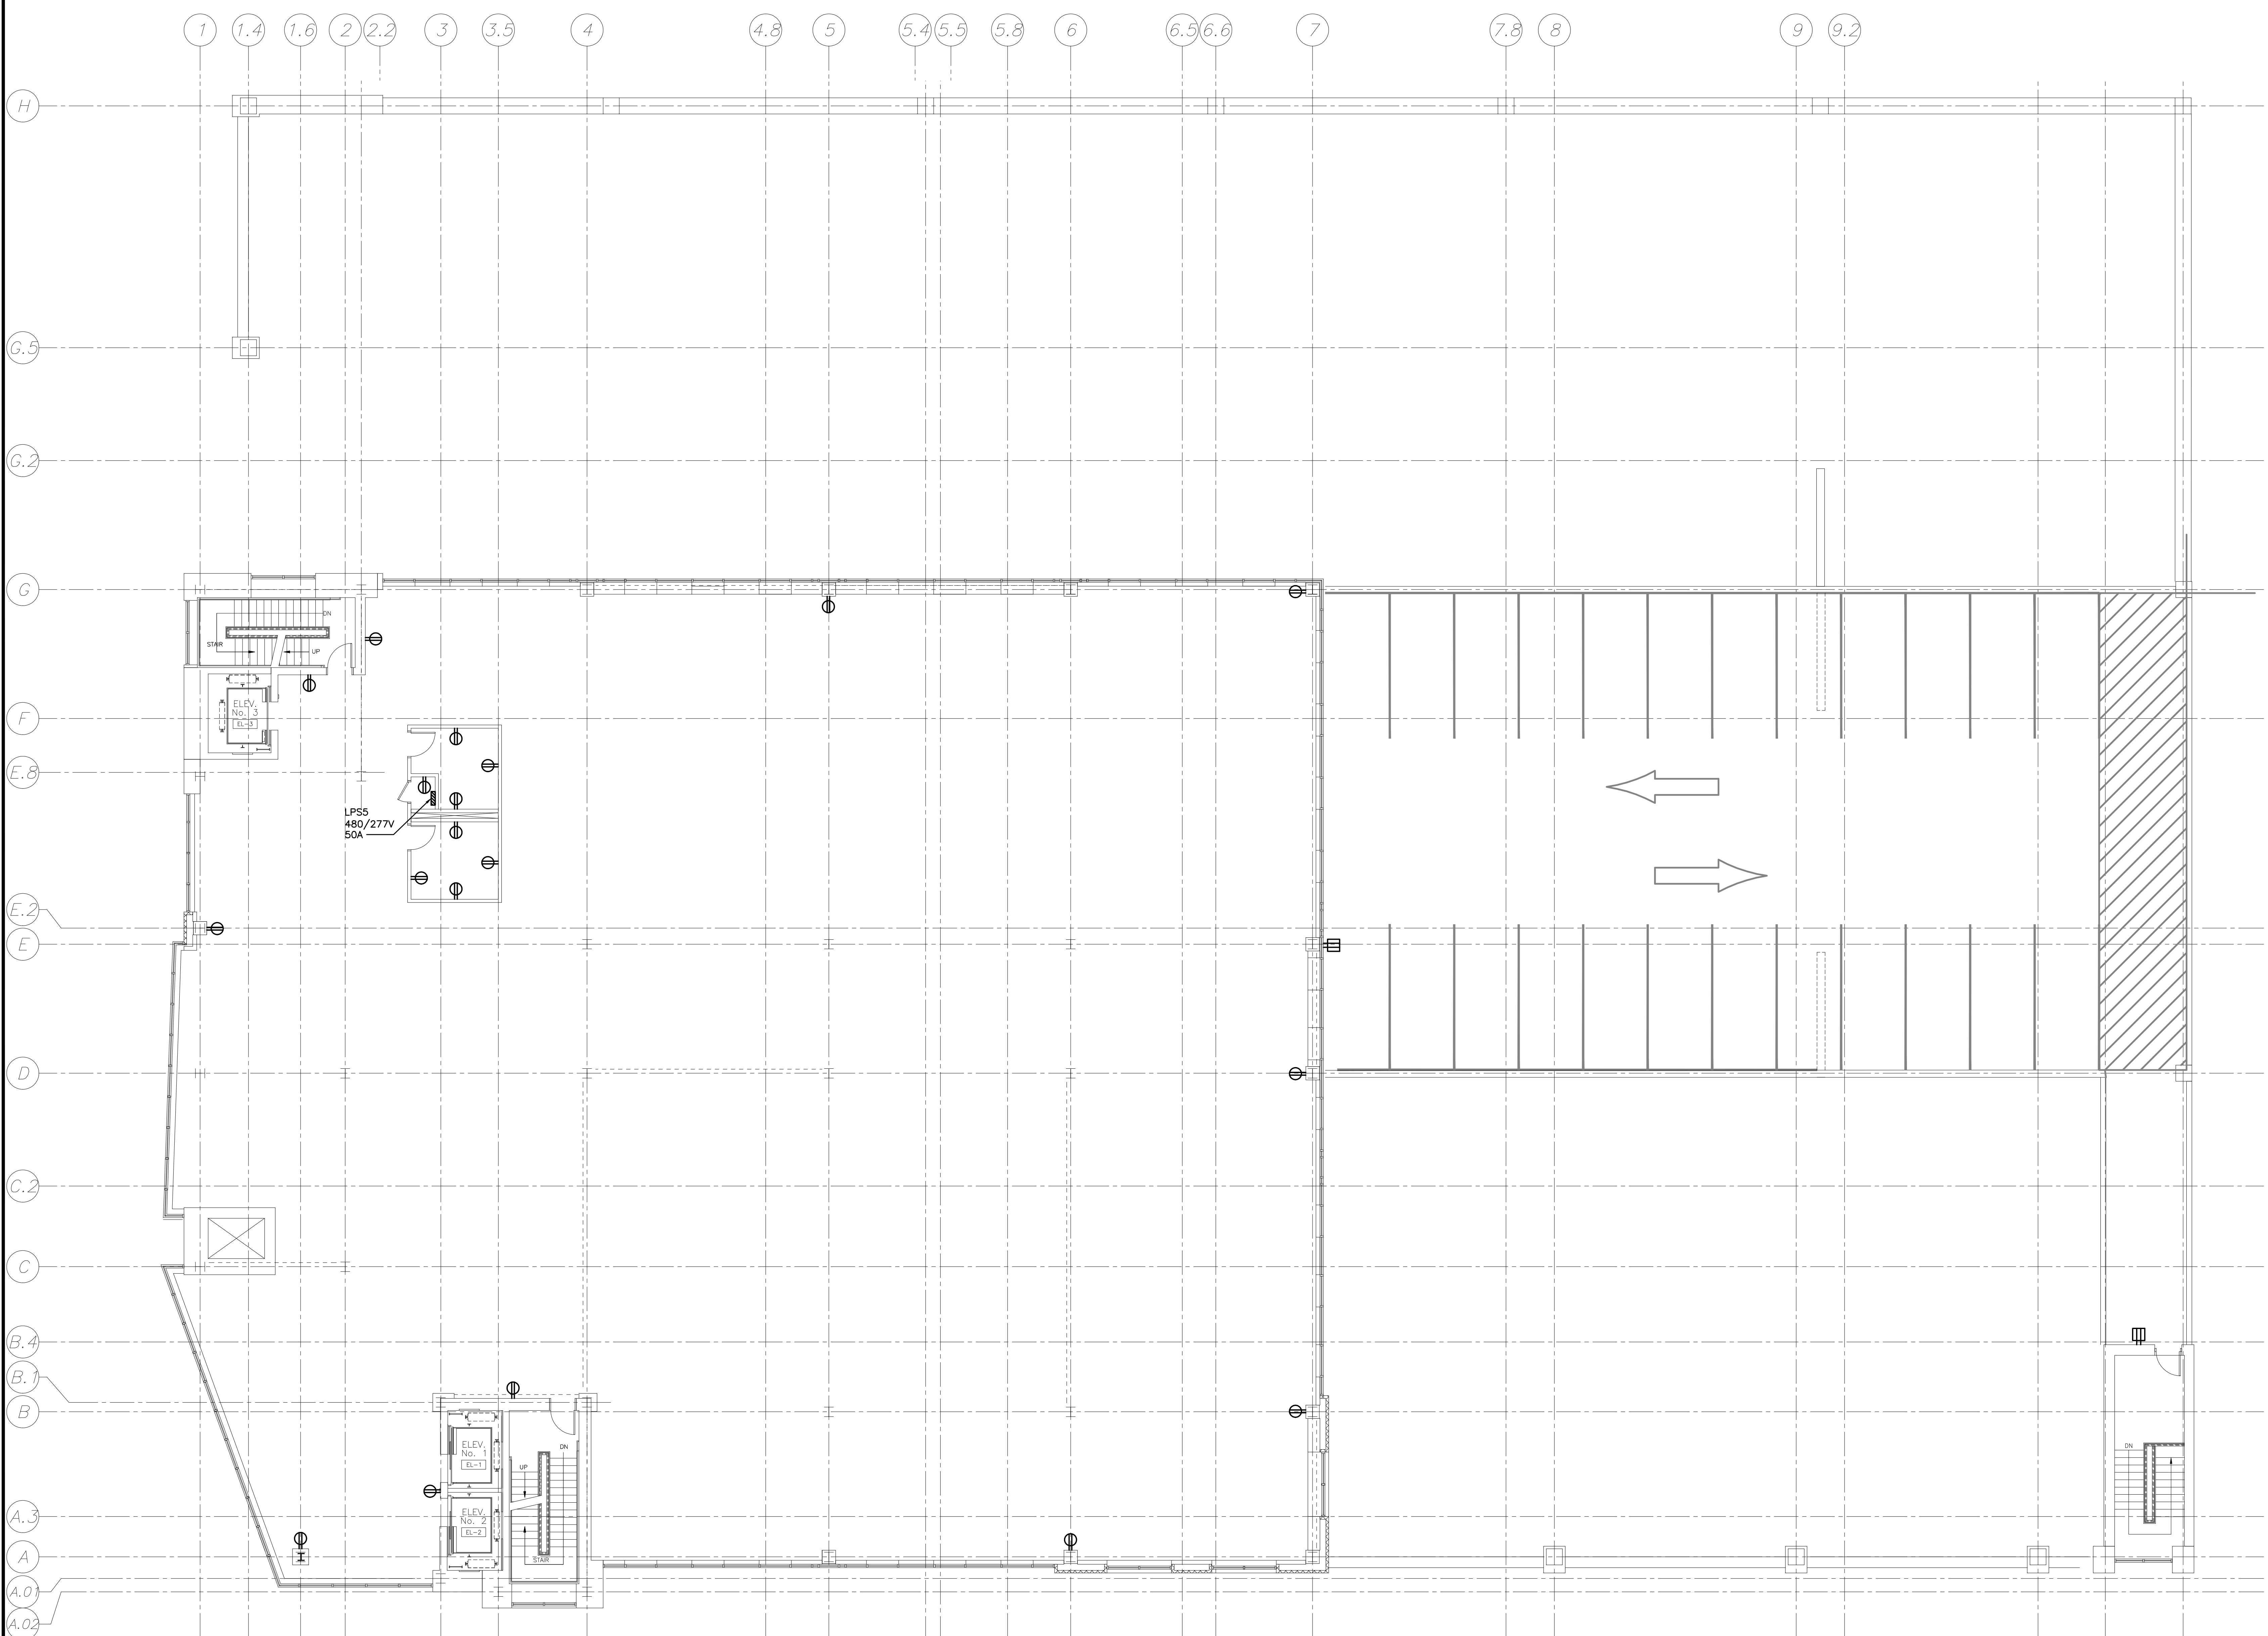 1 1.4 1.6 2 2.2 3 3.5 4 4.8 5 5.4 5.5 5.8 6 6.5 6.6 7 7.8 8 9 9.2
H
G.5
G.2
G
DN
STAIR
UP
ELEV.
No. 3
EL-3
F
E.8
LPS5
480/277V
50A
E.2
E
D
C.2
C
B.4
B.1
B
ELEV.
No. 1
EL-1
UP
DN
DN
A.3
ELEV.
No. 2
EL-2
STAIR
A
A.01
A.02